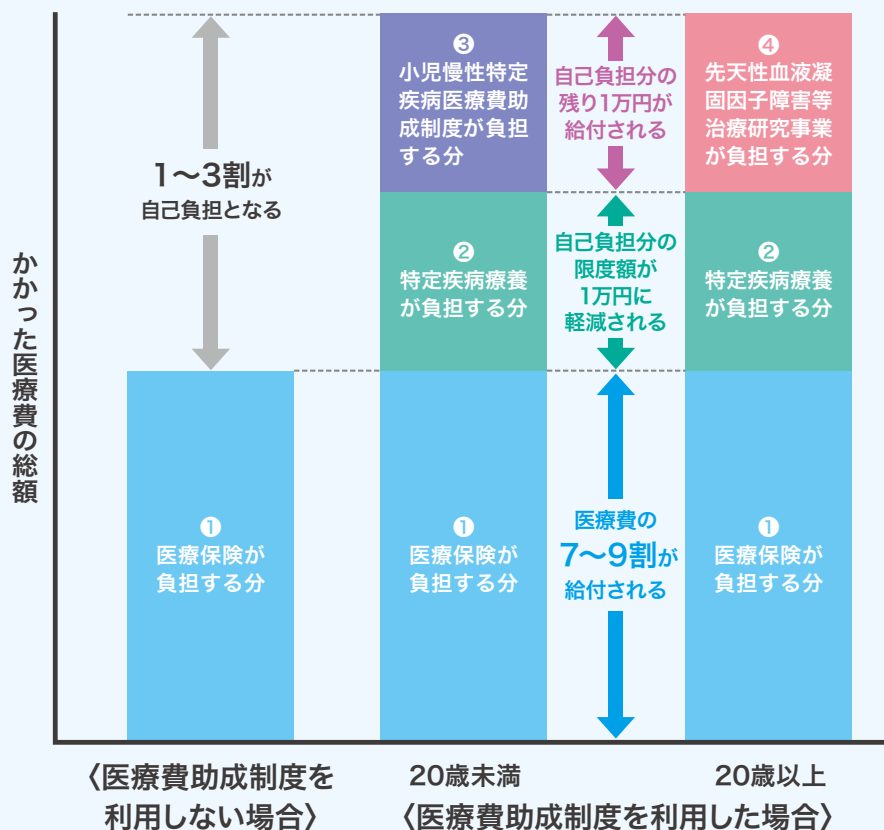 かかった医療費の総額
1～3割が
自己負担となる
❶
医療保険が
負担する分
❸
小児慢性特定
疾病医療費助
成制度が負担
する分
❷
特定疾病療養
が負担する分
❶
医療保険が
負担する分
自己負担分の
残り1万円が
給付される
自己負担分の
限度額が
1万円に
軽減される
医療費の
7～9割が
給付される
❹
先天性血液凝
固因子障害等
治療研究事業
が負担する分
❷
特定疾病療養
が負担する分
❶
医療保険が
負担する分
〈医療費助成制度を
利用しない場合〉
20歳未満
20歳以上
〈医療費助成制度を利用した場合〉